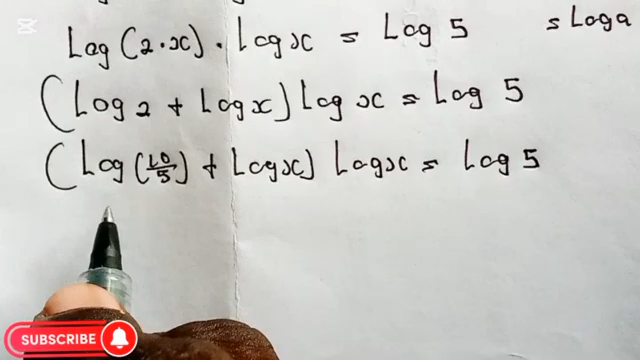 Log (2·x) · Log x = Log 5 = Log a
(Log 2 + Log x) Log x = Log 5
(Log (10/5) + Log x) Log x = Log 5
SUBSCRIBE